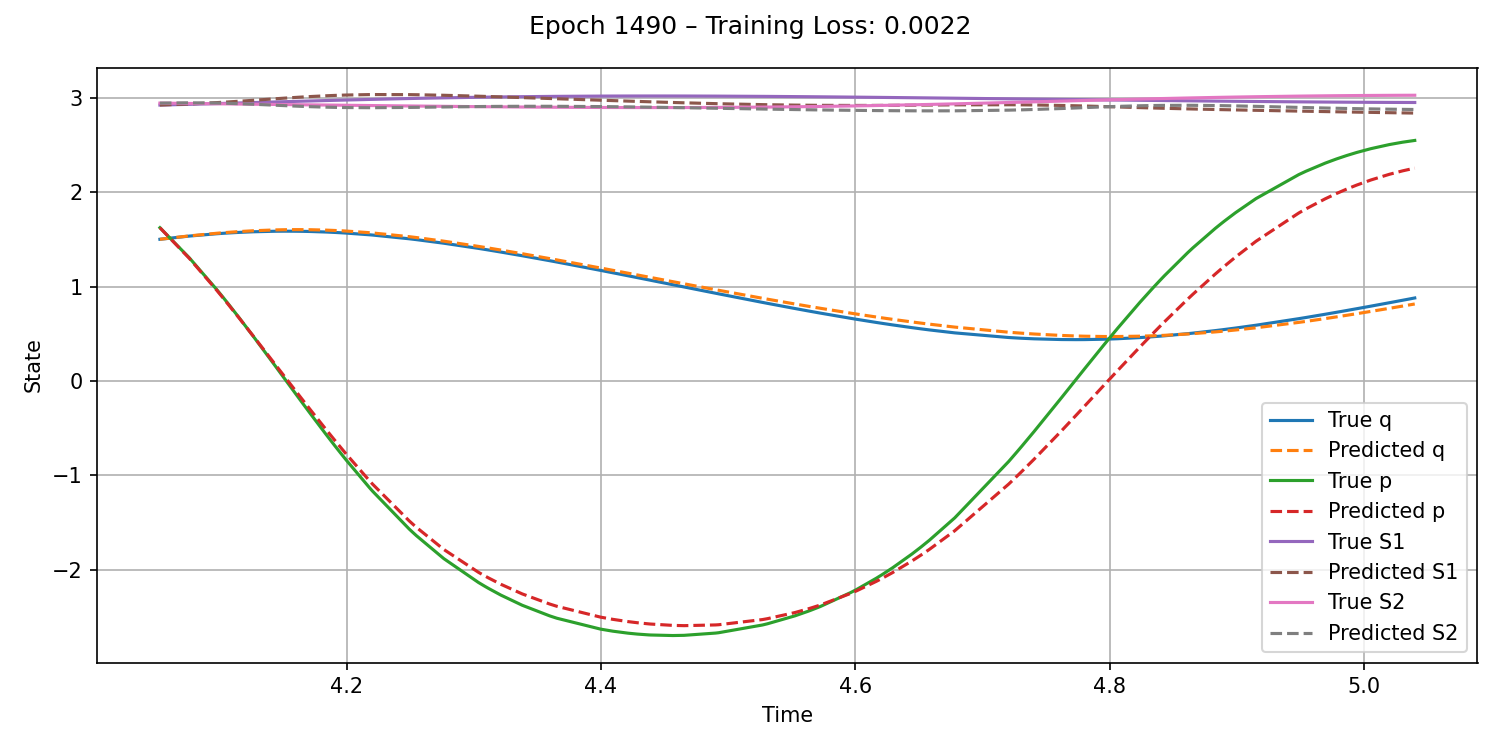 Epoch 1490 – Training Loss: 0.0022
3
2
1
0
−1
−2
State
4.2 4.4 4.6 4.8 5.0
Time
True q
Predicted q
True p
Predicted p
True S1
Predicted S1
True S2
Predicted S2